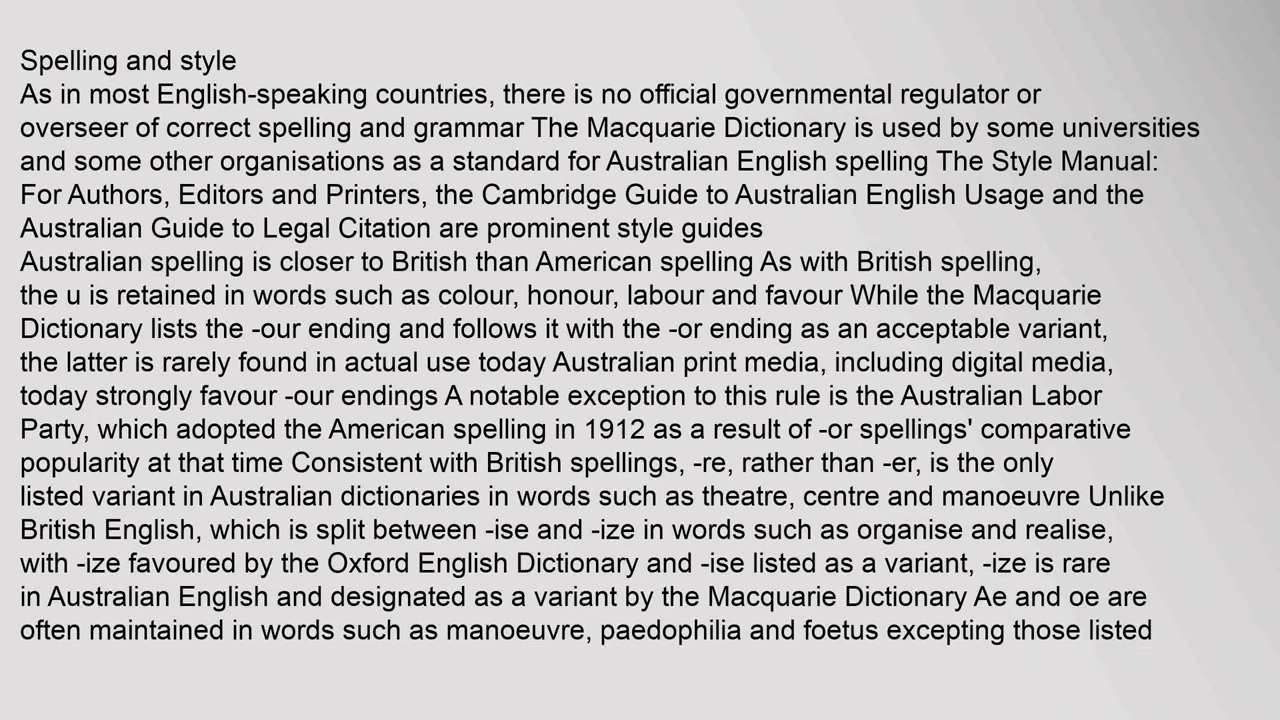 Spelling and style
As in most English-speaking countries, there is no official governmental regulator or
overseer of correct spelling and grammar The Macquarie Dictionary is used by some universities
and some other organisations as a standard for Australian English spelling The Style Manual:
For Authors, Editors and Printers, the Cambridge Guide to Australian English Usage and the
Australian Guide to Legal Citation are prominent style guides
Australian spelling is closer to British than American spelling As with British spelling,
the u is retained in words such as colour, honour, labour and favour While the Macquarie
Dictionary lists the -our ending and follows it with the -or ending as an acceptable variant,
the latter is rarely found in actual use today Australian print media, including digital media,
today strongly favour -our endings A notable exception to this rule is the Australian Labor
Party, which adopted the American spelling in 1912 as a result of -or spellings' comparative
popularity at that time Consistent with British spellings, -re, rather than -er, is the only
listed variant in Australian dictionaries in words such as theatre, centre and manoeuvre Unlike
British English, which is split between -ise and -ize in words such as organise and realise,
with -ize favoured by the Oxford English Dictionary and -ise listed as a variant, -ize is rare
in Australian English and designated as a variant by the Macquarie Dictionary Ae and oe are
often maintained in words such as manoeuvre, paedophilia and foetus excepting those listed